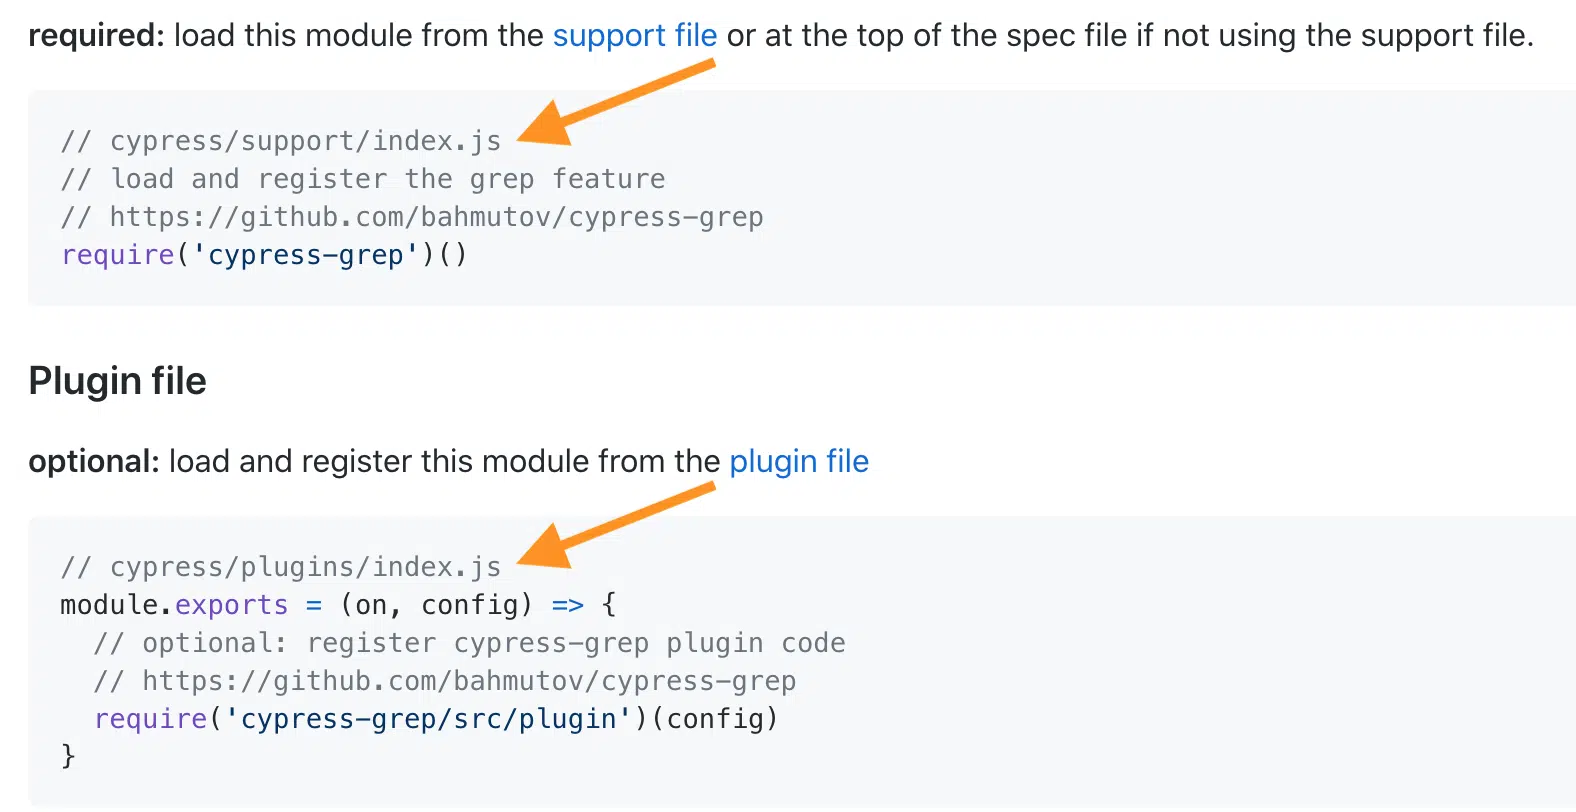 required: load this module from the support file or at the top of the spec file if not using the support file.
// cypress/support/index.js
// load and register the grep feature
// https://github.com/bahmutov/cypress-grep
require('cypress-grep')()
Plugin file
optional: load and register this module from the plugin file
// cypress/plugins/index.js
module.exports = (on, config) => {
  // optional: register cypress-grep plugin code
  // https://github.com/bahmutov/cypress-grep
  require('cypress-grep/src/plugin')(config)
}